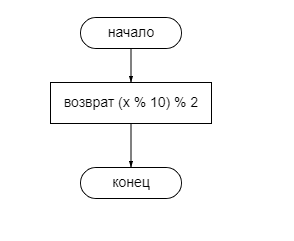 начало
возврат (x % 10) % 2
конец